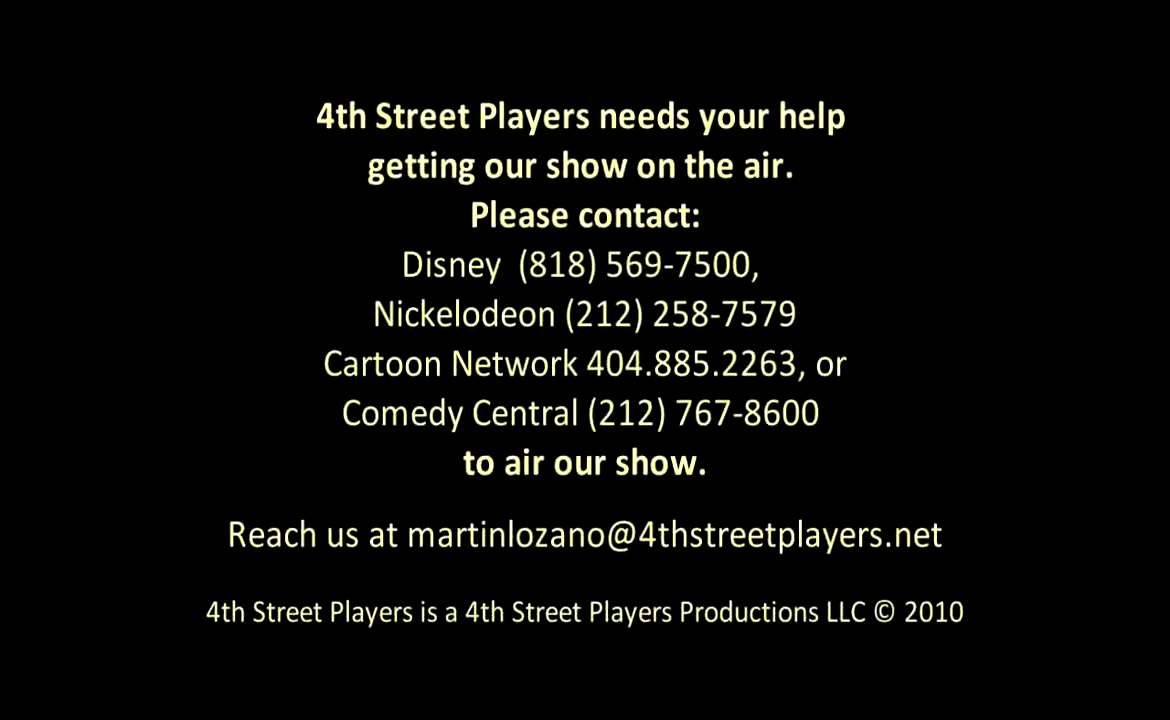 4th Street Players needs your help
getting our show on the air.
Please contact:
Disney  (818) 569-7500,
Nickelodeon (212) 258-7579
Cartoon Network 404.885.2263, or
Comedy Central (212) 767-8600
to air our show.
Reach us at martinlozano@4thstreetplayers.net
4th Street Players is a 4th Street Players Productions LLC © 2010